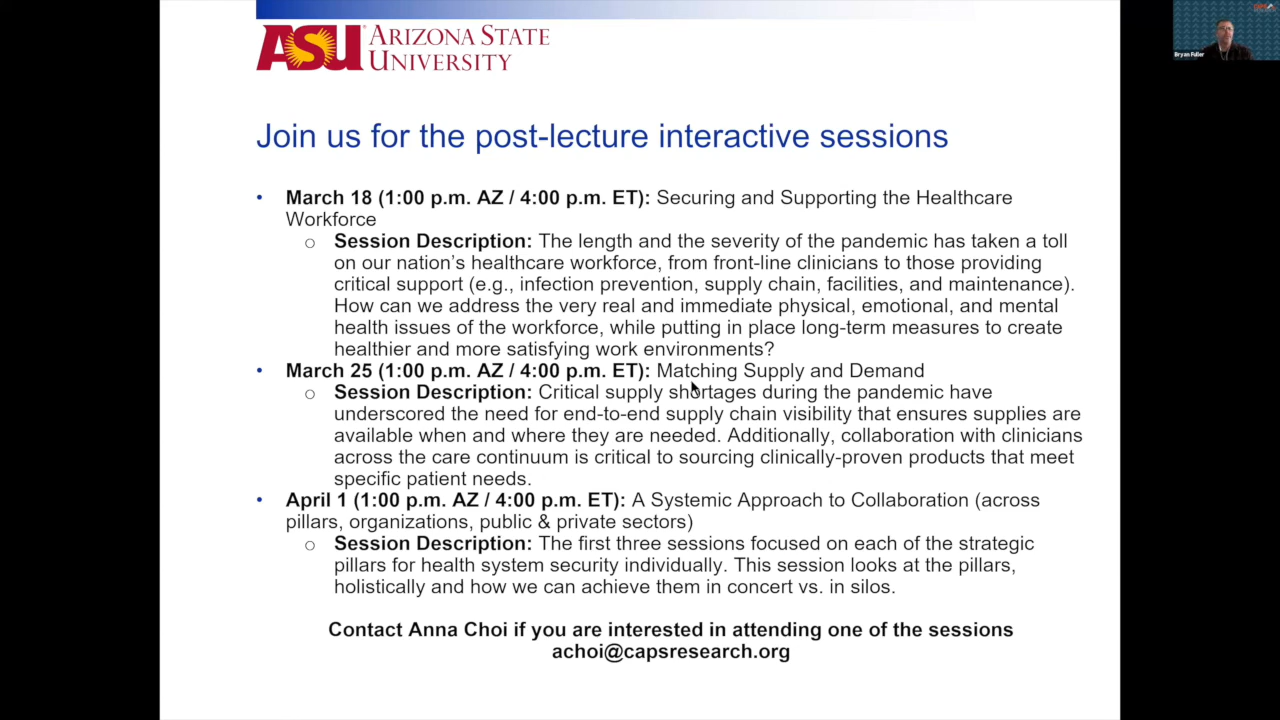 ASU ARIZONA STATE
UNIVERSITY
Bryan Fuller
Join us for the post-lecture interactive sessions
• March 18 (1:00 p.m. AZ / 4:00 p.m. ET): Securing and Supporting the Healthcare
Workforce
o Session Description: The length and the severity of the pandemic has taken a toll
on our nation’s healthcare workforce, from front-line clinicians to those providing
critical support (e.g., infection prevention, supply chain, facilities, and maintenance).
How can we address the very real and immediate physical, emotional, and mental
health issues of the workforce, while putting in place long-term measures to create
healthier and more satisfying work environments?
• March 25 (1:00 p.m. AZ / 4:00 p.m. ET): Matching Supply and Demand
o Session Description: Critical supply shortages during the pandemic have
underscored the need for end-to-end supply chain visibility that ensures supplies are
available when and where they are needed. Additionally, collaboration with clinicians
across the care continuum is critical to sourcing clinically-proven products that meet
specific patient needs.
• April 1 (1:00 p.m. AZ / 4:00 p.m. ET): A Systemic Approach to Collaboration (across
pillars, organizations, public & private sectors)
o Session Description: The first three sessions focused on each of the strategic
pillars for health system security individually. This session looks at the pillars,
holistically and how we can achieve them in concert vs. in silos.
Contact Anna Choi if you are interested in attending one of the sessions
achoi@capsresearch.org